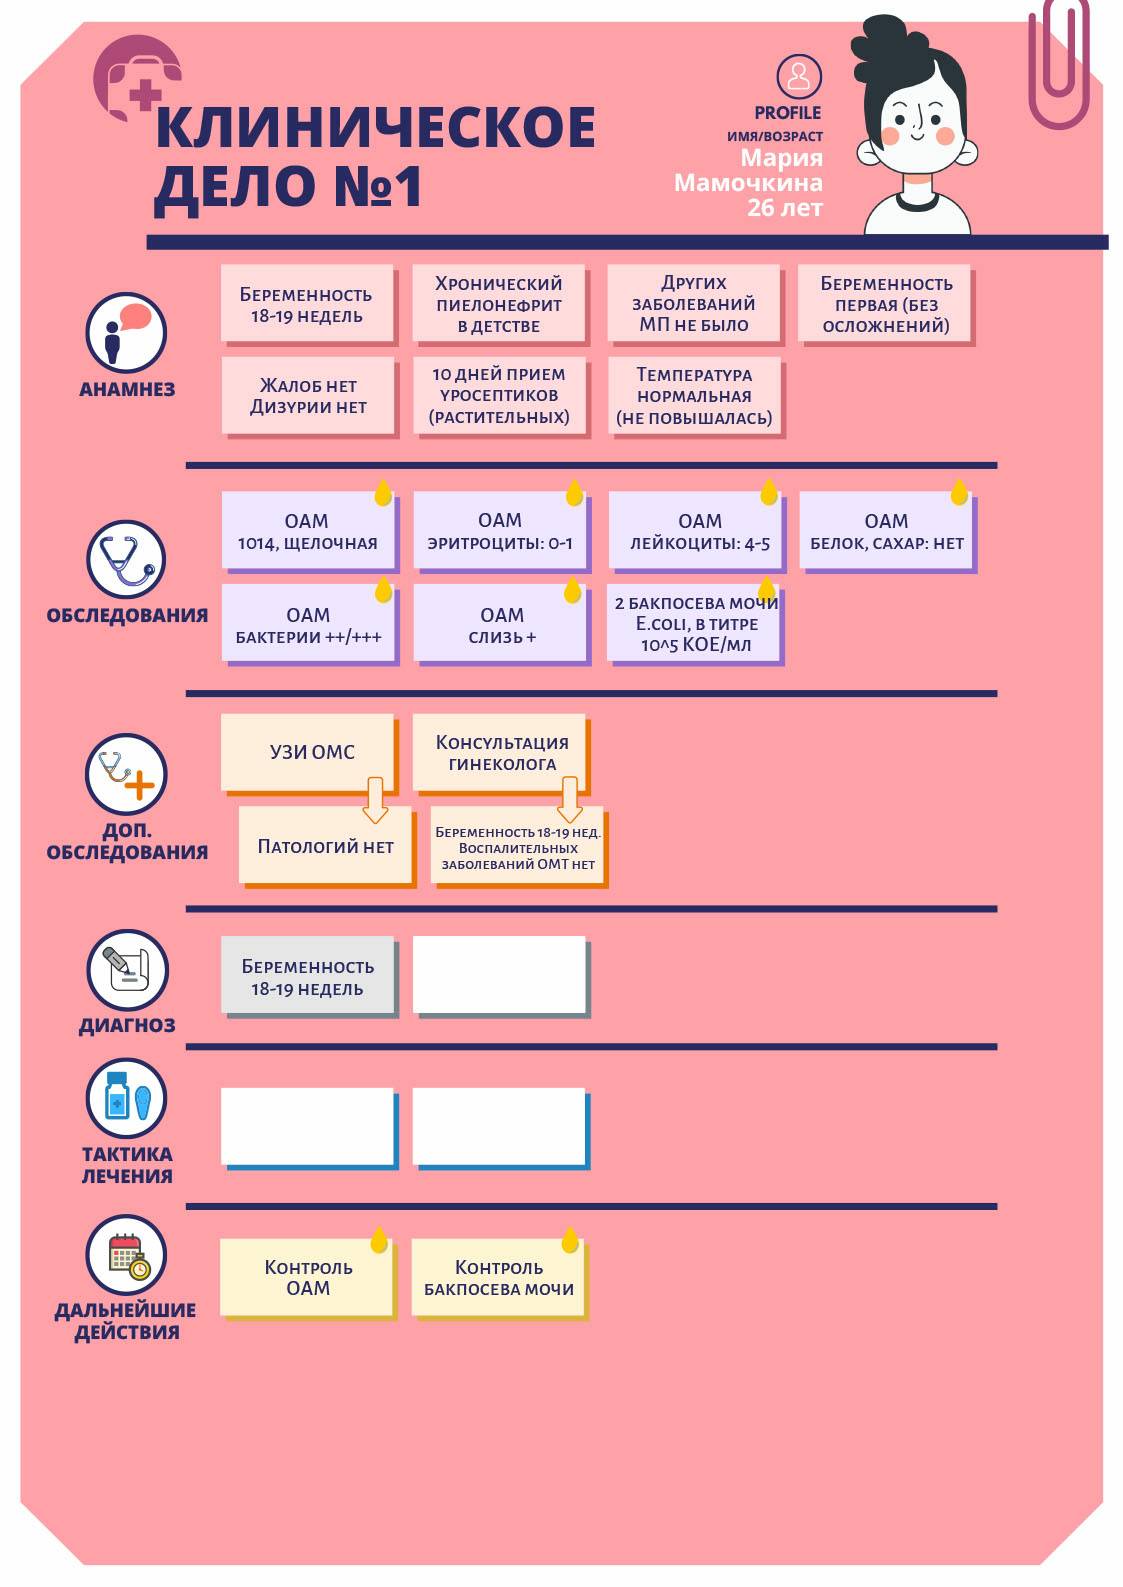 КЛИНИЧЕСКОЕ
ДЕЛО №1
PROFILE
ИМЯ/ВОЗРАСТ
Мария
Мамочкина
26 лет
АНАМНЕЗ
Беременность
18-19 недель
Хронический
пиелонефрит
в детстве
Других
заболеваний
МП не было
Беременность
первая (без
осложнений)
Жалоб нет
Дизурии нет
10 дней прием
уросептиков
(растительных)
Температура
нормальная
(не повышалась)
ОБСЛЕДОВАНИЯ
ОАМ
1014, щелочная
ОАМ
эритроциты: 0-1
ОАМ
лейкоциты: 4-5
ОАМ
белок, сахар: нет
ОАМ
бактерии ++/+++
ОАМ
слизь +
2 бакпосева мочи
E.coli, в титре
10^5 КОЕ/мл
ДОП.
ОБСЛЕДОВАНИЯ
УЗИ ОМС
Консультация
гинеколога
Патологий нет
Беременность 18-19 нед.
Воспалительных
заболеваний ОМТ нет
ДИАГНОЗ
Беременность
18-19 недель
ТАКТИКА
ЛЕЧЕНИЯ
ДАЛЬНЕЙШИЕ
ДЕЙСТВИЯ
Контроль
ОАМ
Контроль
бакпосева мочи